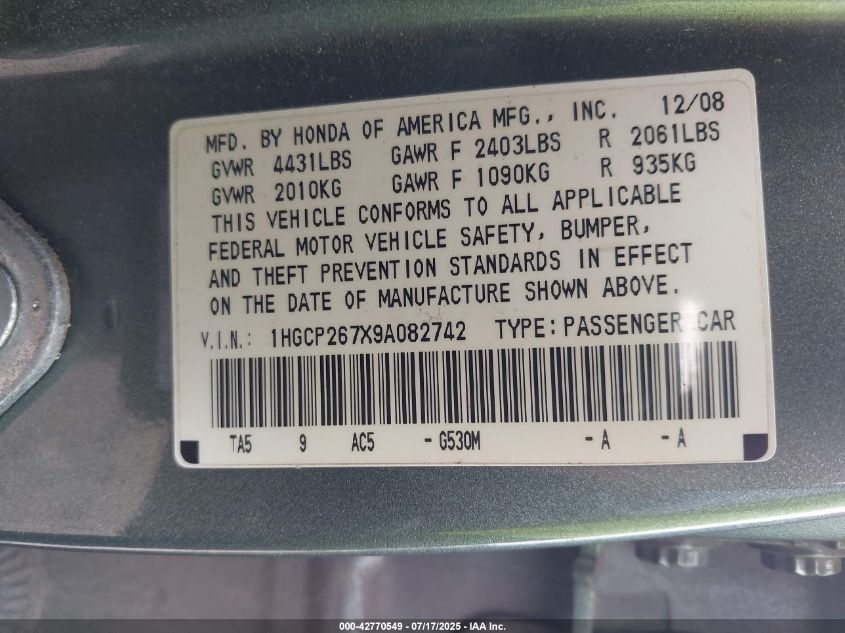 MFD. BY HONDA OF AMERICA MFG., INC. 12/08
GVWR 4431LBS GAWR F 2403LBS R 2061LBS
GVWR 2010KG GAWR F 1090KG R 935KG
THIS VEHICLE CONFORMS TO ALL APPLICABLE
FEDERAL MOTOR VEHICLE SAFETY, BUMPER,
AND THEFT PREVENTION STANDARDS IN EFFECT
ON THE DATE OF MANUFACTURE SHOWN ABOVE.
V.I.N.: 1HGCP267X9A082742 TYPE:PASSENGER CAR
TA5 9 AC5 -G530M -A -A
000-42770549 - 07/17/2025 - IAA Inc.